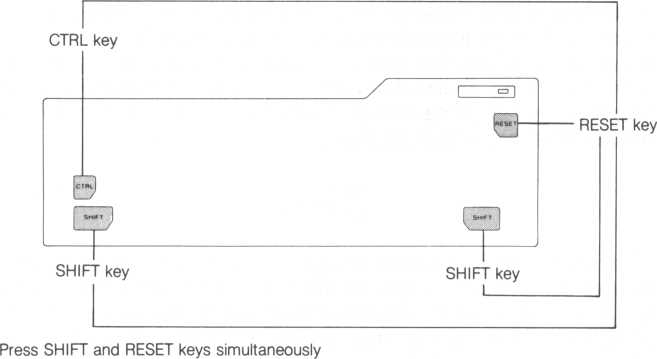 CTRL key
RESET
RESET key
CTRL
SHIFT
SHIFT
SHIFT key
SHIFT key
Press SHIFT and RESET keys simultaneously